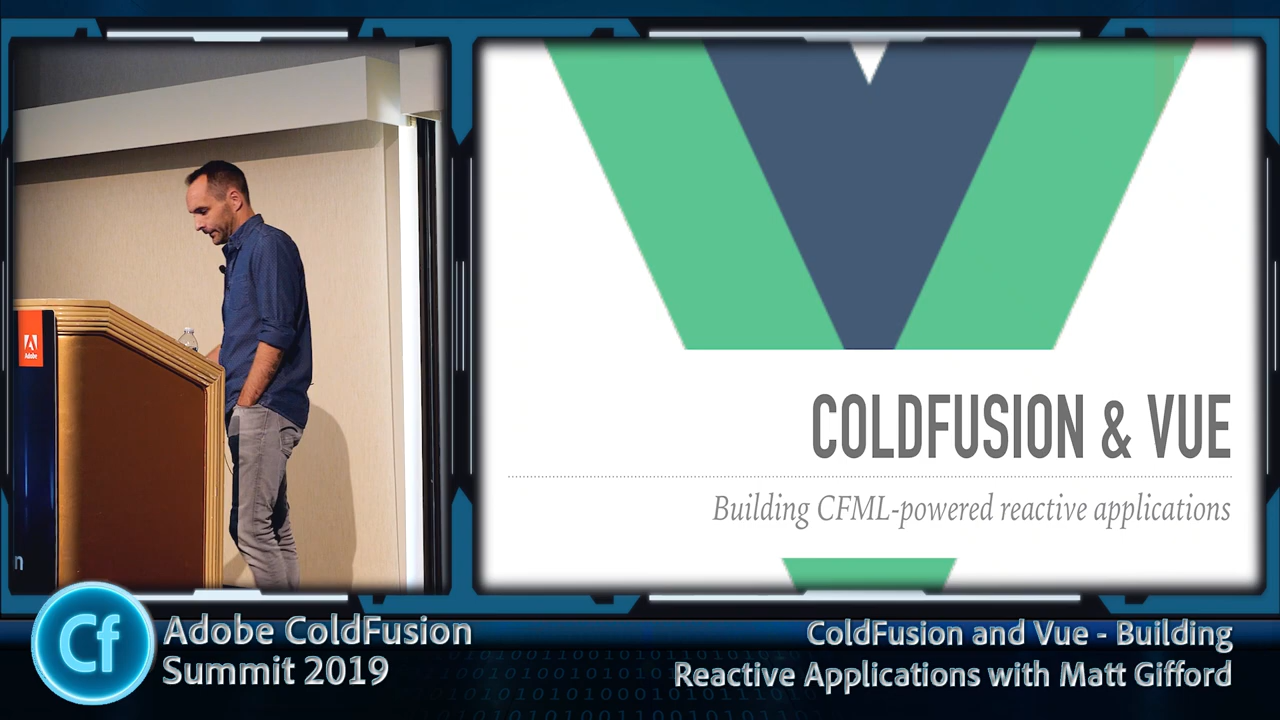 Adobe
n
COLDFUSION & VUE
Building CFML-powered reactive applications
Cf
Adobe ColdFusion
Summit 2019
ColdFusion and Vue - Building
Reactive Applications with Matt Gifford